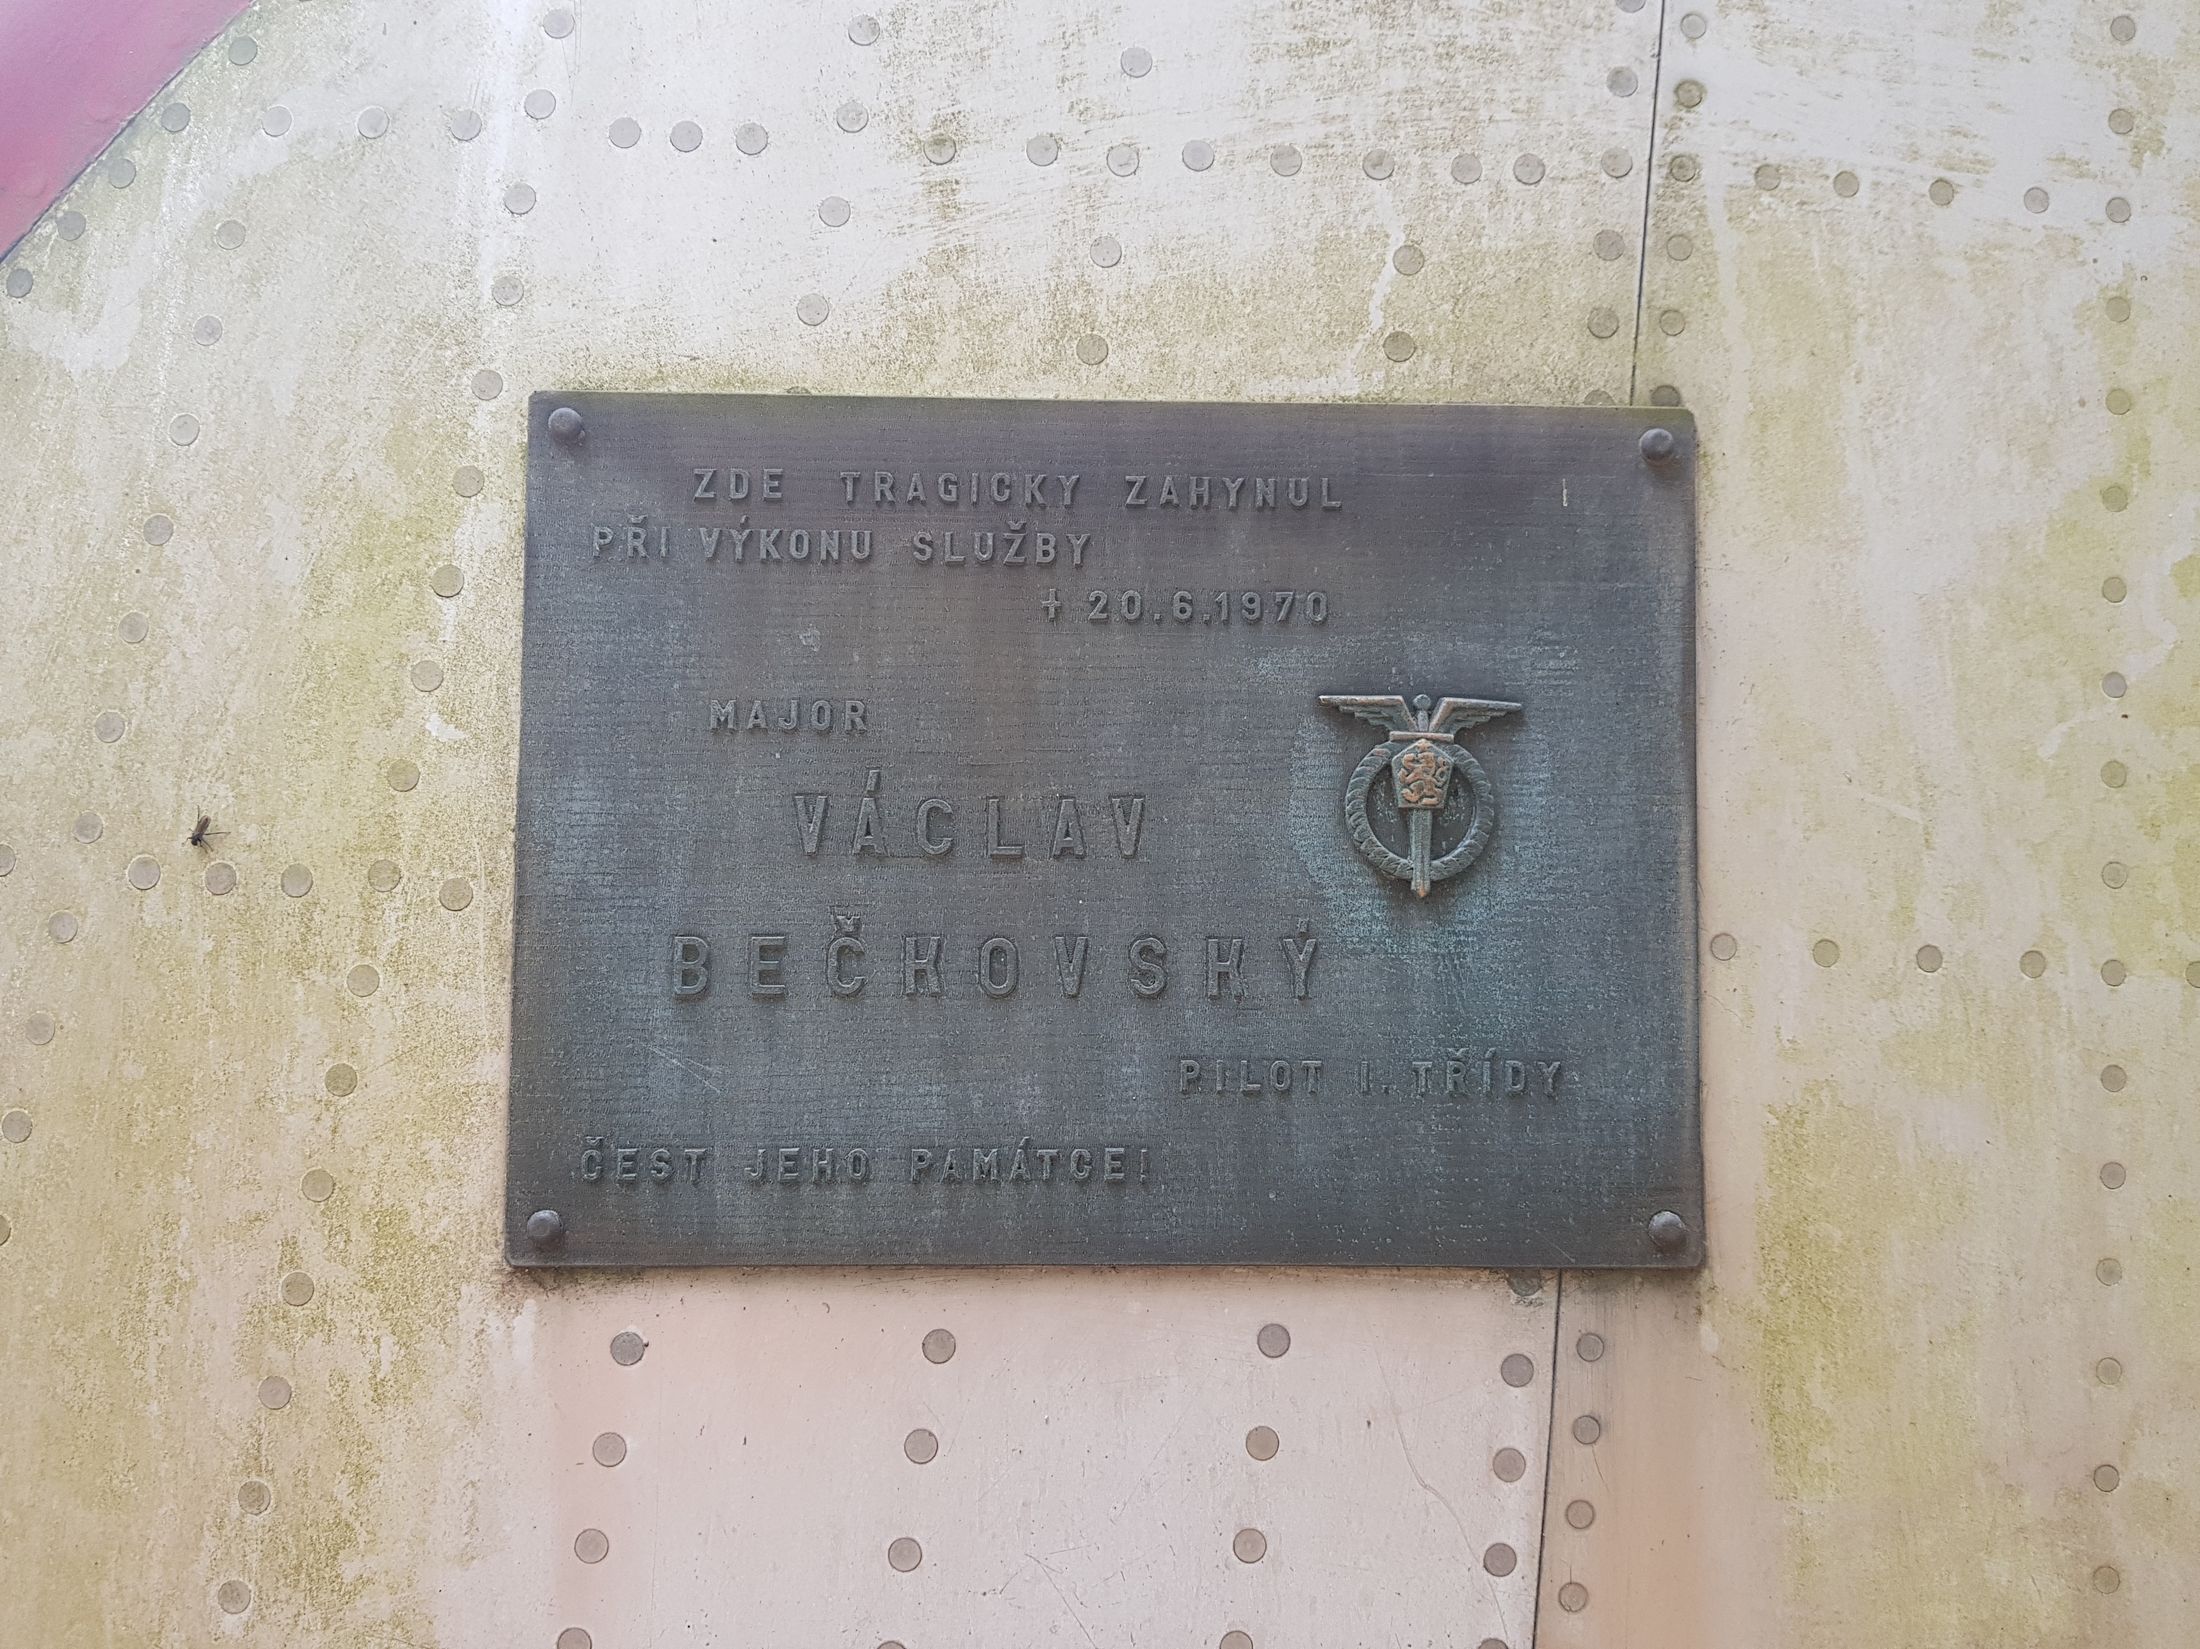 ZDE TRAGICKY ZAHYNUL
PŘI VÝKONU SLUŽBY
† 20.6.1970
MAJOR
VÁCLAV
BEČKOVSKÝ
PILOT I. TŘÍDY
ČEST JEHO PAMÁTCE!